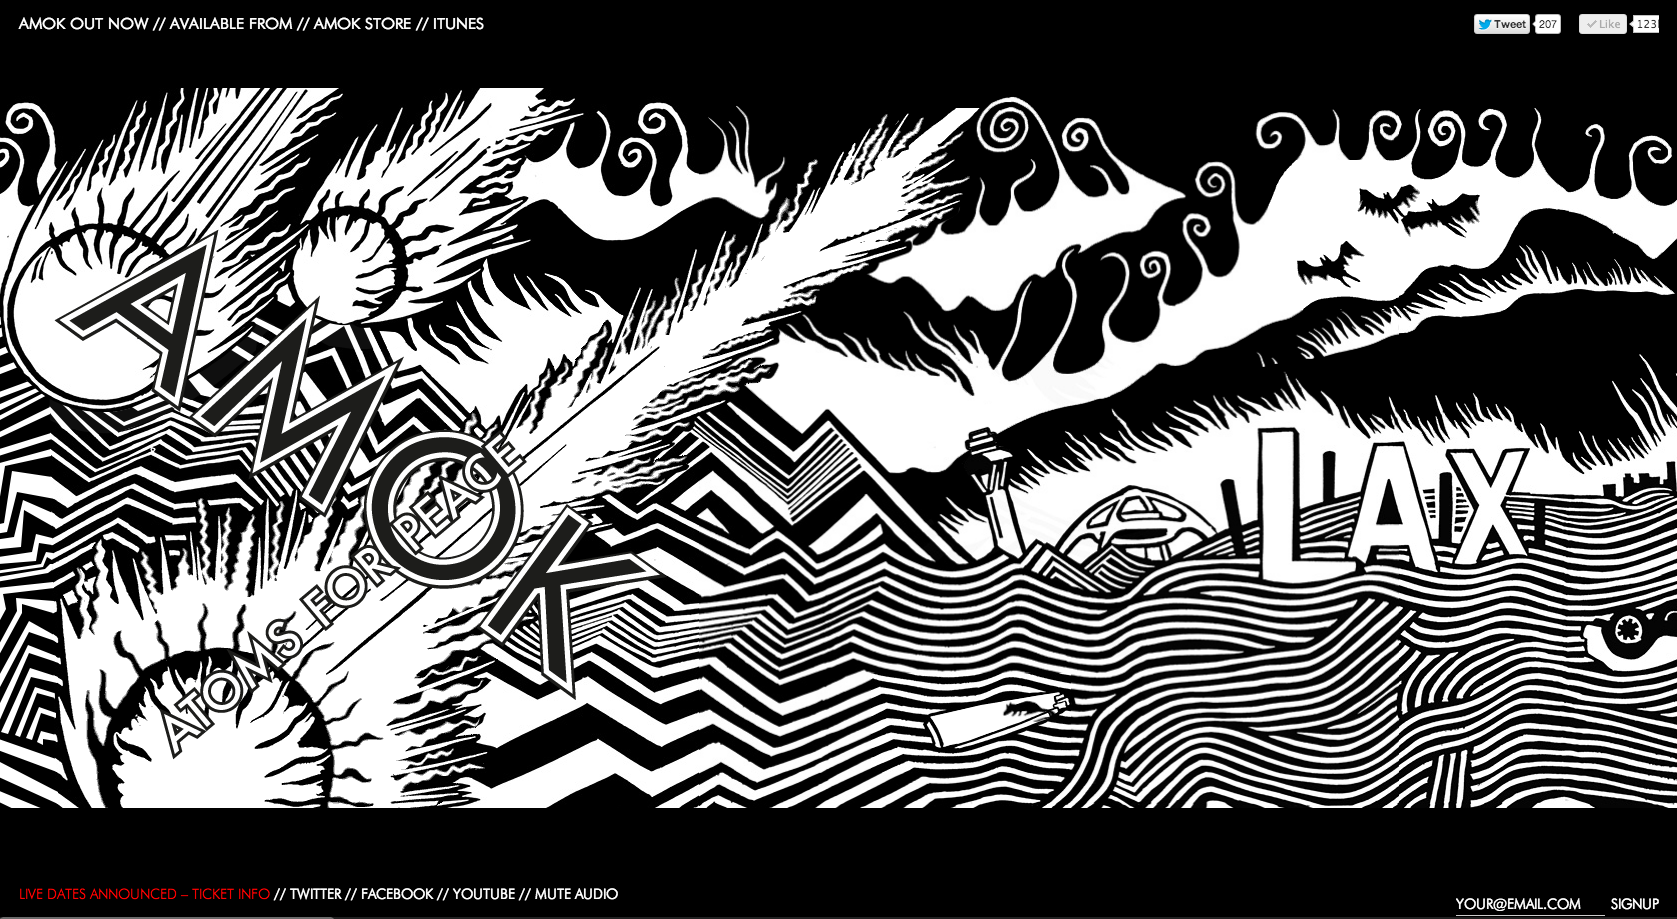 AMOK OUT NOW // AVAILABLE FROM // AMOK STORE // ITUNES
Tweet 207
Like 123
AMOK
ATOMS FOR PEACE
LAX
LIVE DATES ANNOUNCED – TICKET INFO // TWITTER // FACEBOOK // YOUTUBE // MUTE AUDIO
YOUR@EMAIL.COM SIGNUP